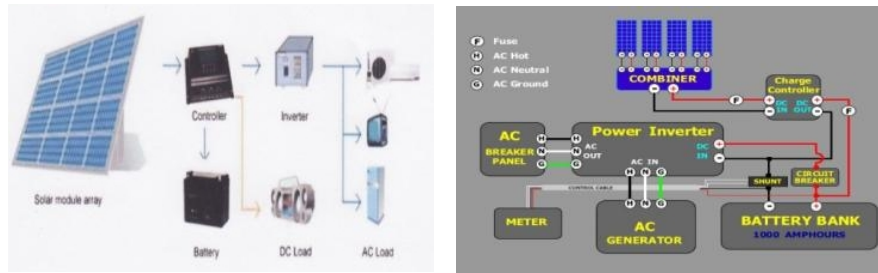 Controller
Inverter
Solar module array
Battery
DC Load
AC Load
F Fuse
H AC Hot
N AC Neutral
G AC Ground
COMBINER
- +
F
Charge
Controller
+ DC DC +
- IN OUT -
F
AC
BREAKER
PANEL
H H
N N
G G
Power Inverter
AC
OUT
DC +
IN -
AC IN
H N G
CONTROL CABLE
SHUNT
CIRCUIT
BREAKER
METER
H N G
AC
GENERATOR
- +
BATTERY BANK
1000 AMPHOURS